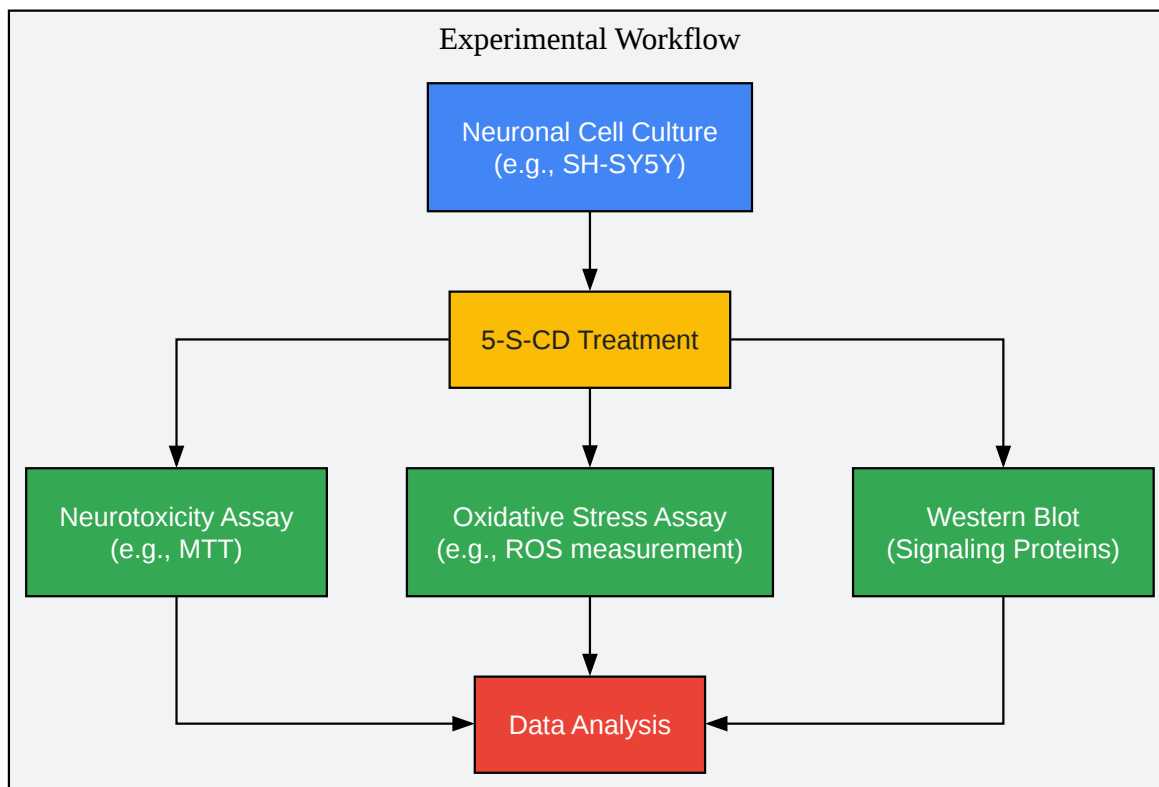 Experimental Workflow
Neuronal Cell Culture
(e.g., SH-SY5Y)
5-S-CD Treatment
Neurotoxicity Assay
(e.g., MTT)
Oxidative Stress Assay
(e.g., ROS measurement)
Western Blot
(Signaling Proteins)
Data Analysis